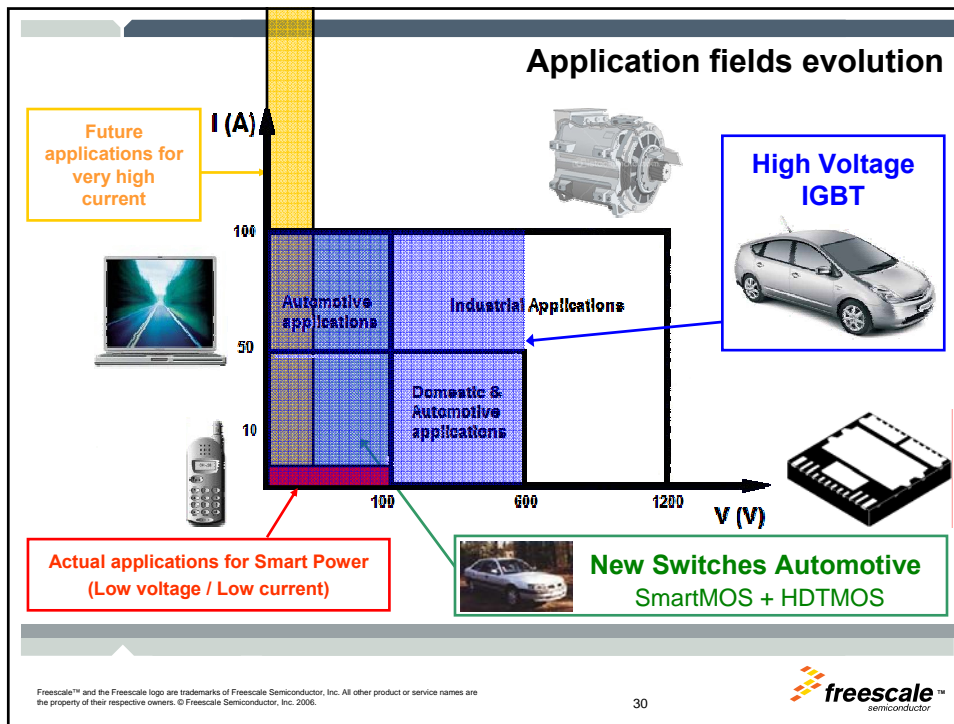 Application fields evolution
I (A)
Future
applications for
very high
current
High Voltage
IGBT
100
Automotive
applications
Industrial Applications
50
Domestic &
Automotive
applications
10
100
600
1200
V (V)
Actual applications for Smart Power
(Low voltage / Low current)
New Switches Automotive
SmartMOS + HDTMOS
Freescale™ and the Freescale logo are trademarks of Freescale Semiconductor, Inc. All other product or service names are
the property of their respective owners. © Freescale Semiconductor, Inc. 2006.
30
freescale ™
semiconductor